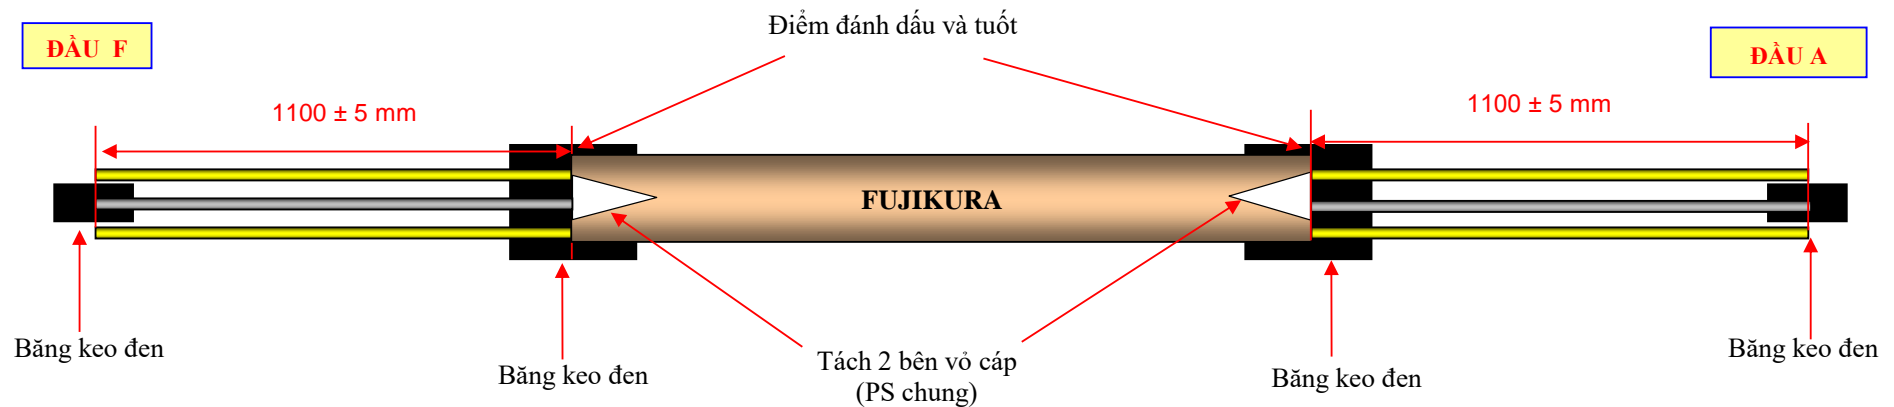 Điểm đánh dấu và tuốt
ĐẦU F
ĐẦU A
1100 ± 5 mm
1100 ± 5 mm
FUJIKURA
Băng keo đen
Băng keo đen
Tách 2 bên vỏ cáp
(PS chung)
Băng keo đen
Băng keo đen